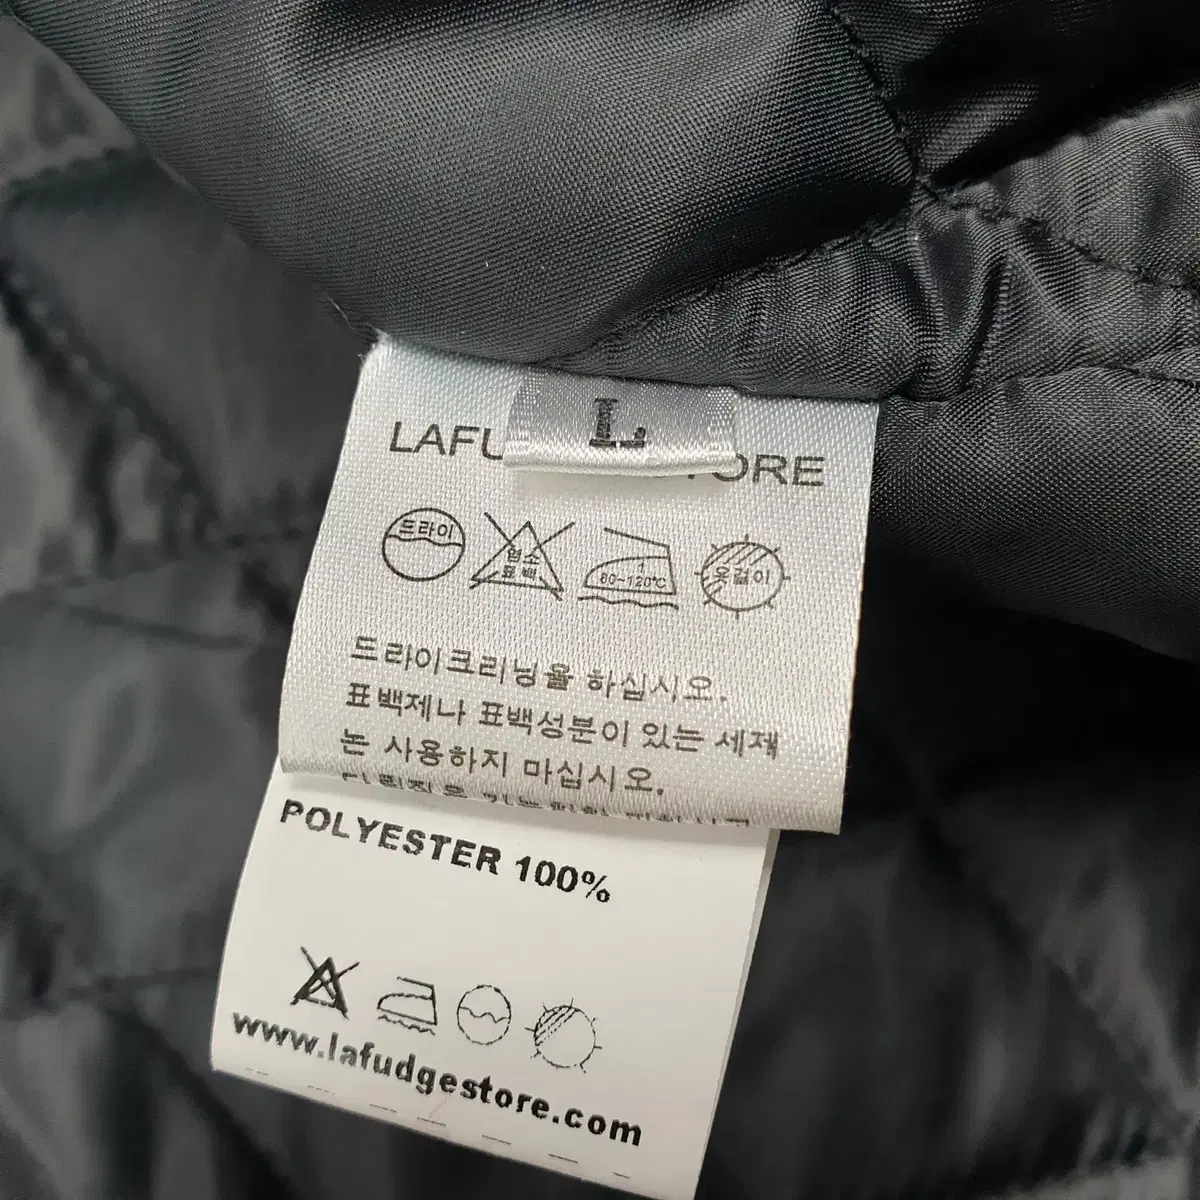 L
LAFU TORE
드라이
염소
표백
1
80~120℃
옷걸이
드라이크리닝을 하십시오.
표백제나 표백성분이 있는 세제
는 사용하지 마십시오.
POLYESTER 100%
www.lafudgestore.com